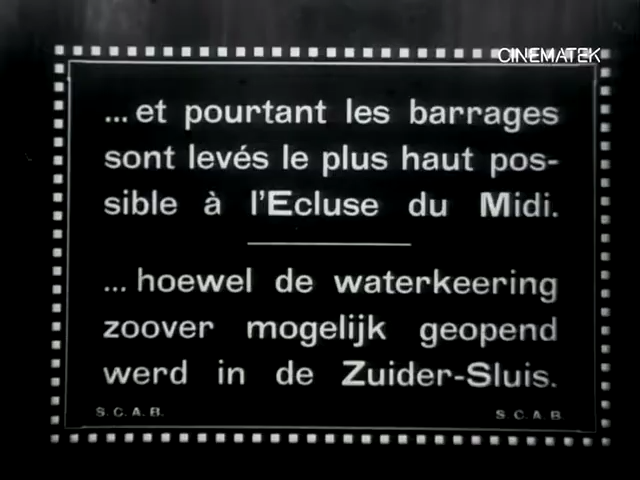 CINEMATEK
... et pourtant les barrages
sont levés le plus haut pos-
sible à l'Ecluse du Midi.
... hoewel de waterkeering
zoover mogelijk geopend
werd in de Zuider-Sluis.
S.C.A.B. S.C.A.B